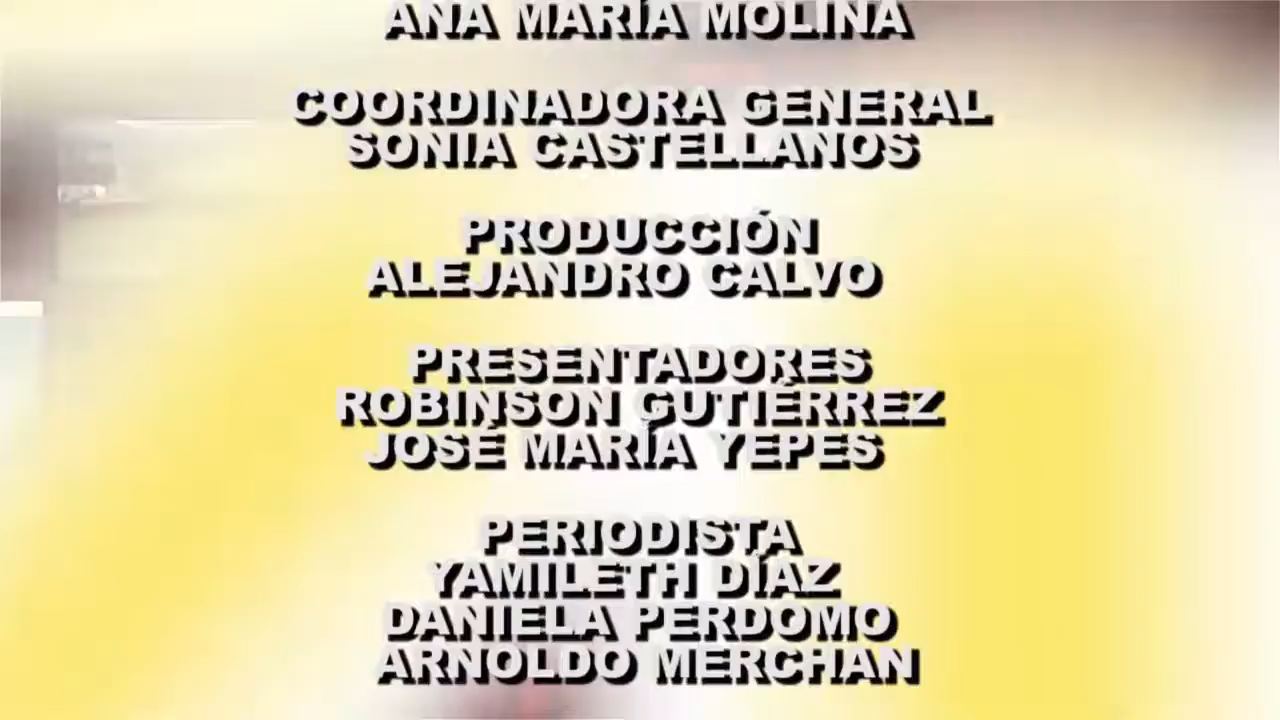 ANA MARÍA MOLINA
COORDINADORA GENERAL
SONIA CASTELLANOS
PRODUCCIÓN
ALEJANDRO CALVO
PRESENTADORES
ROBINSON GUTIÉRREZ
JOSÉ MARÍA YEPES
PERIODISTA
YAMILETH DÍAZ
DANIELA PERDOMO
ARNOLDO MERCHAN